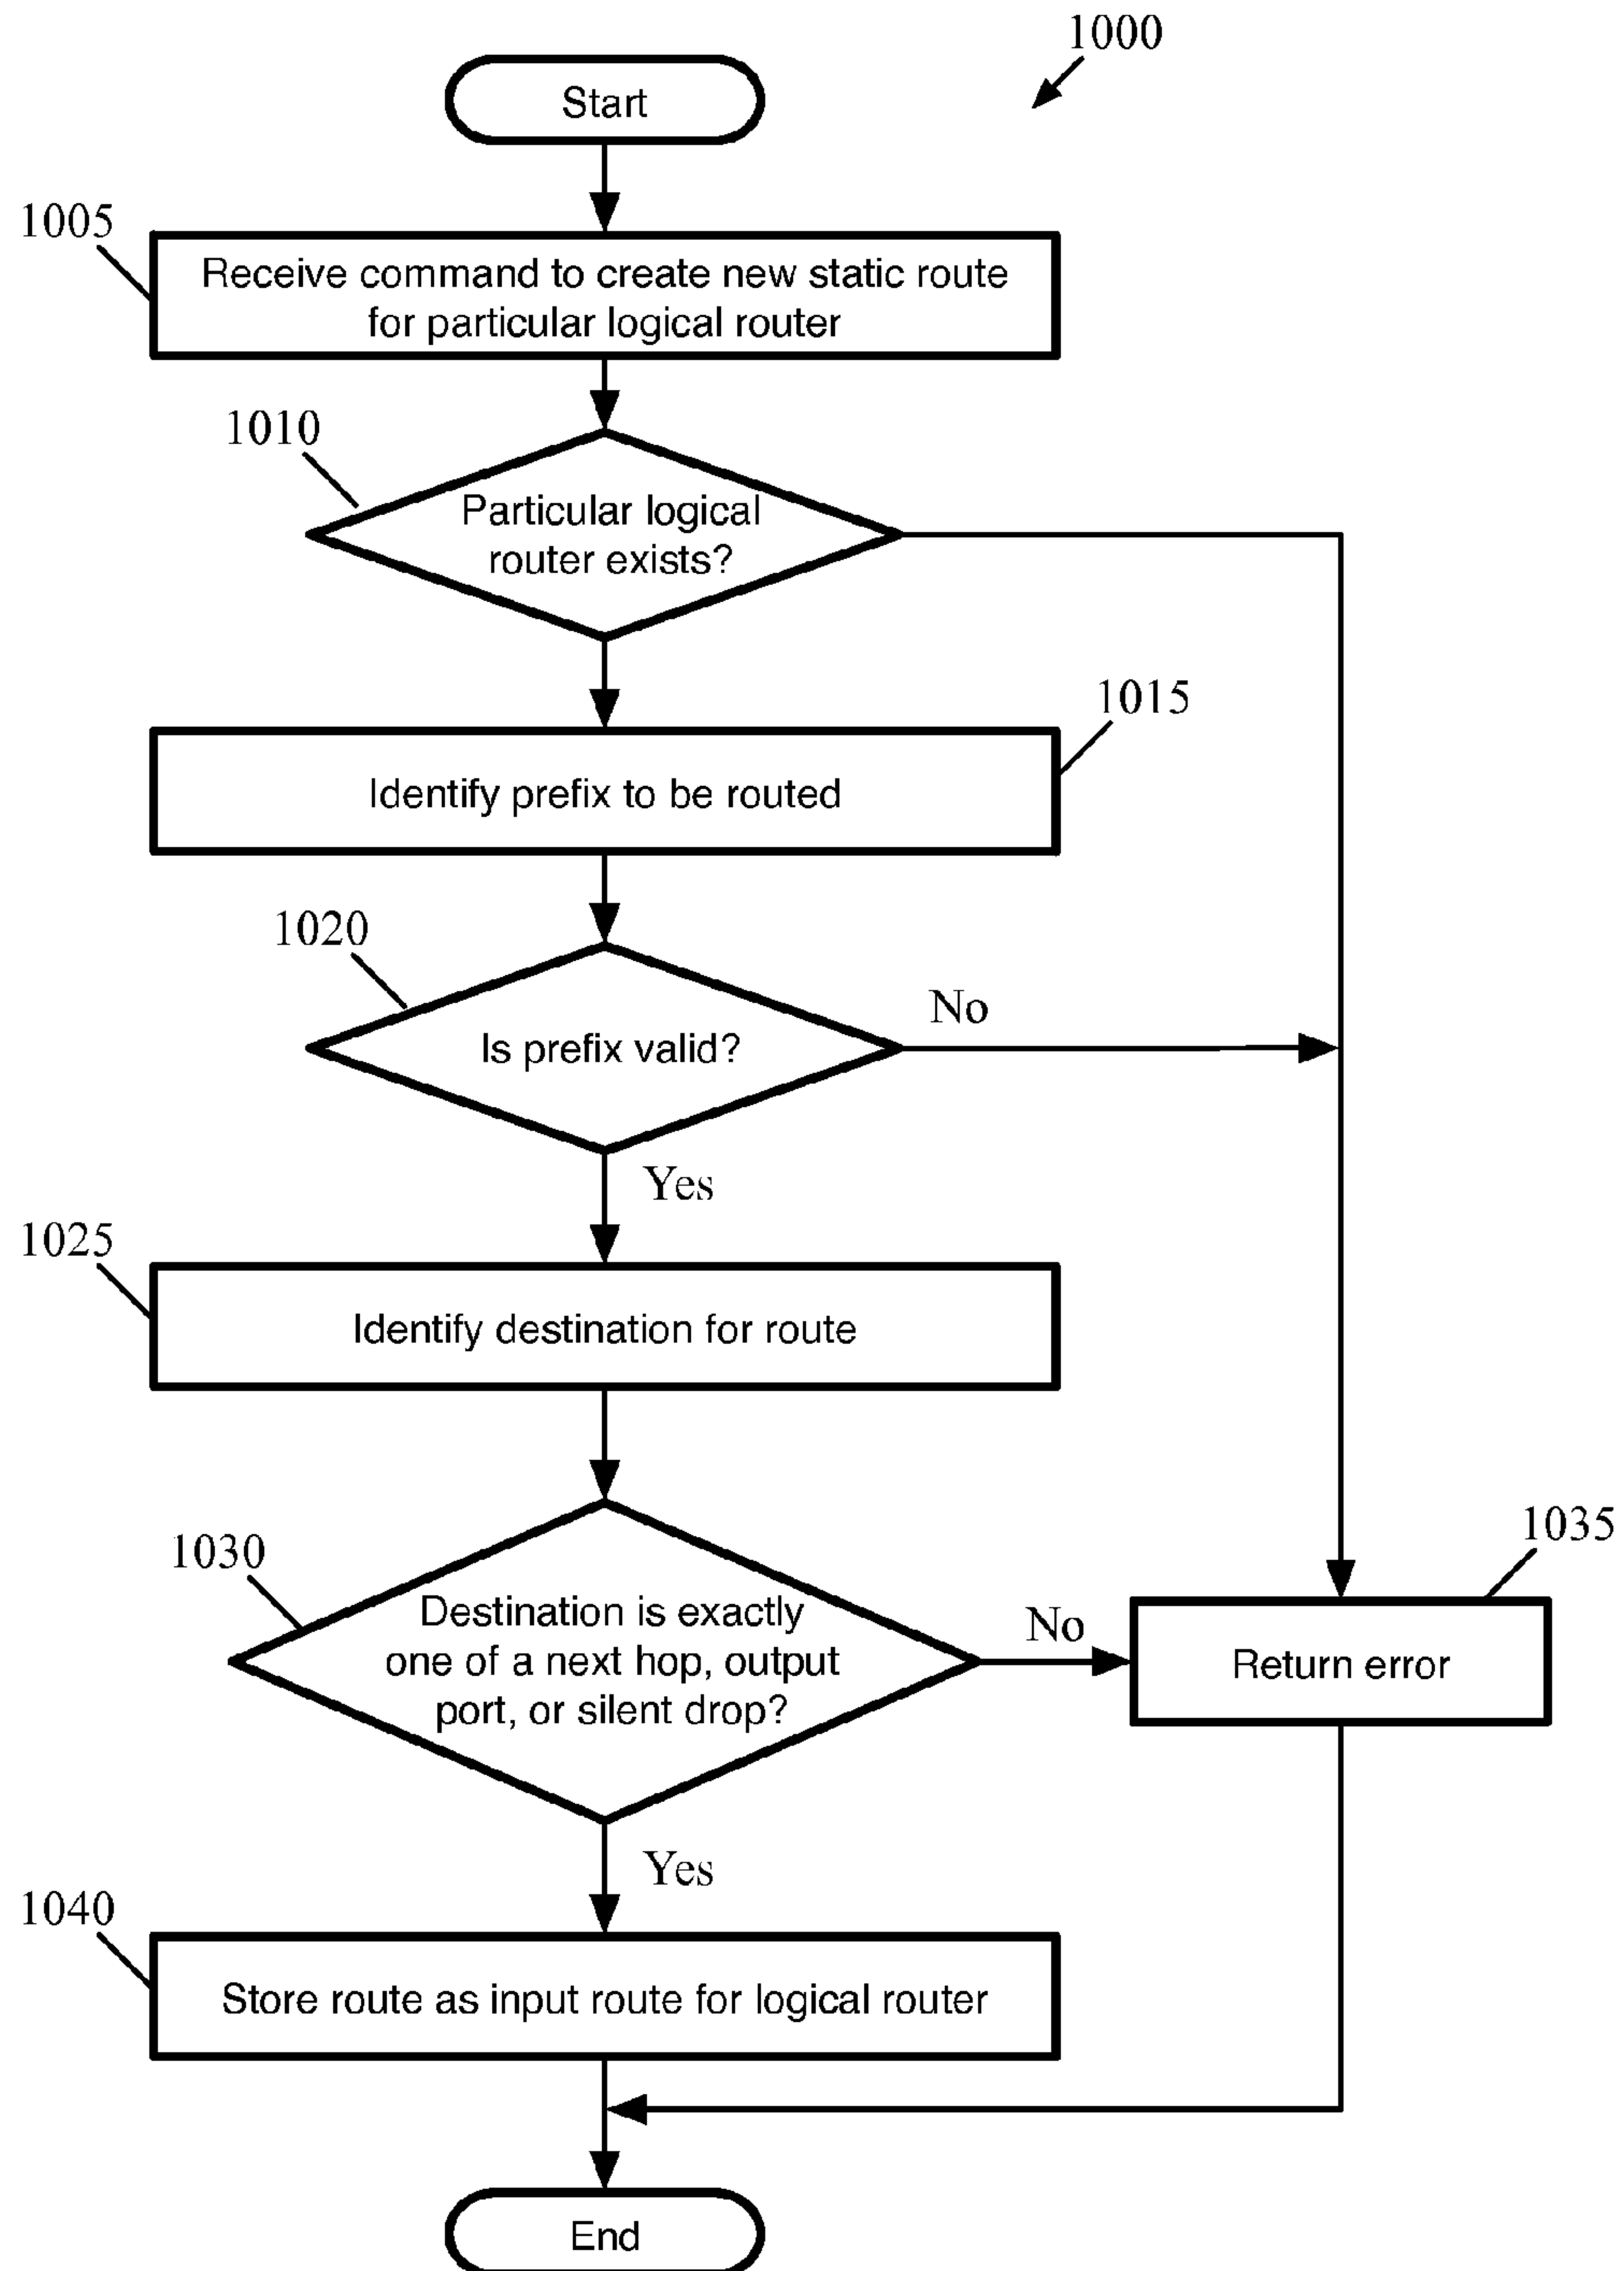 1000
Start
1005
Receive command to create new static route
for particular logical router
1010
Particular logical
router exists?
1015
Identify prefix to be routed
1020
Is prefix valid?
No
Yes
1025
Identify destination for route
1030
Destination is exactly
one of a next hop, output
port, or silent drop?
No
1035
Return error
Yes
1040
Store route as input route for logical router
End